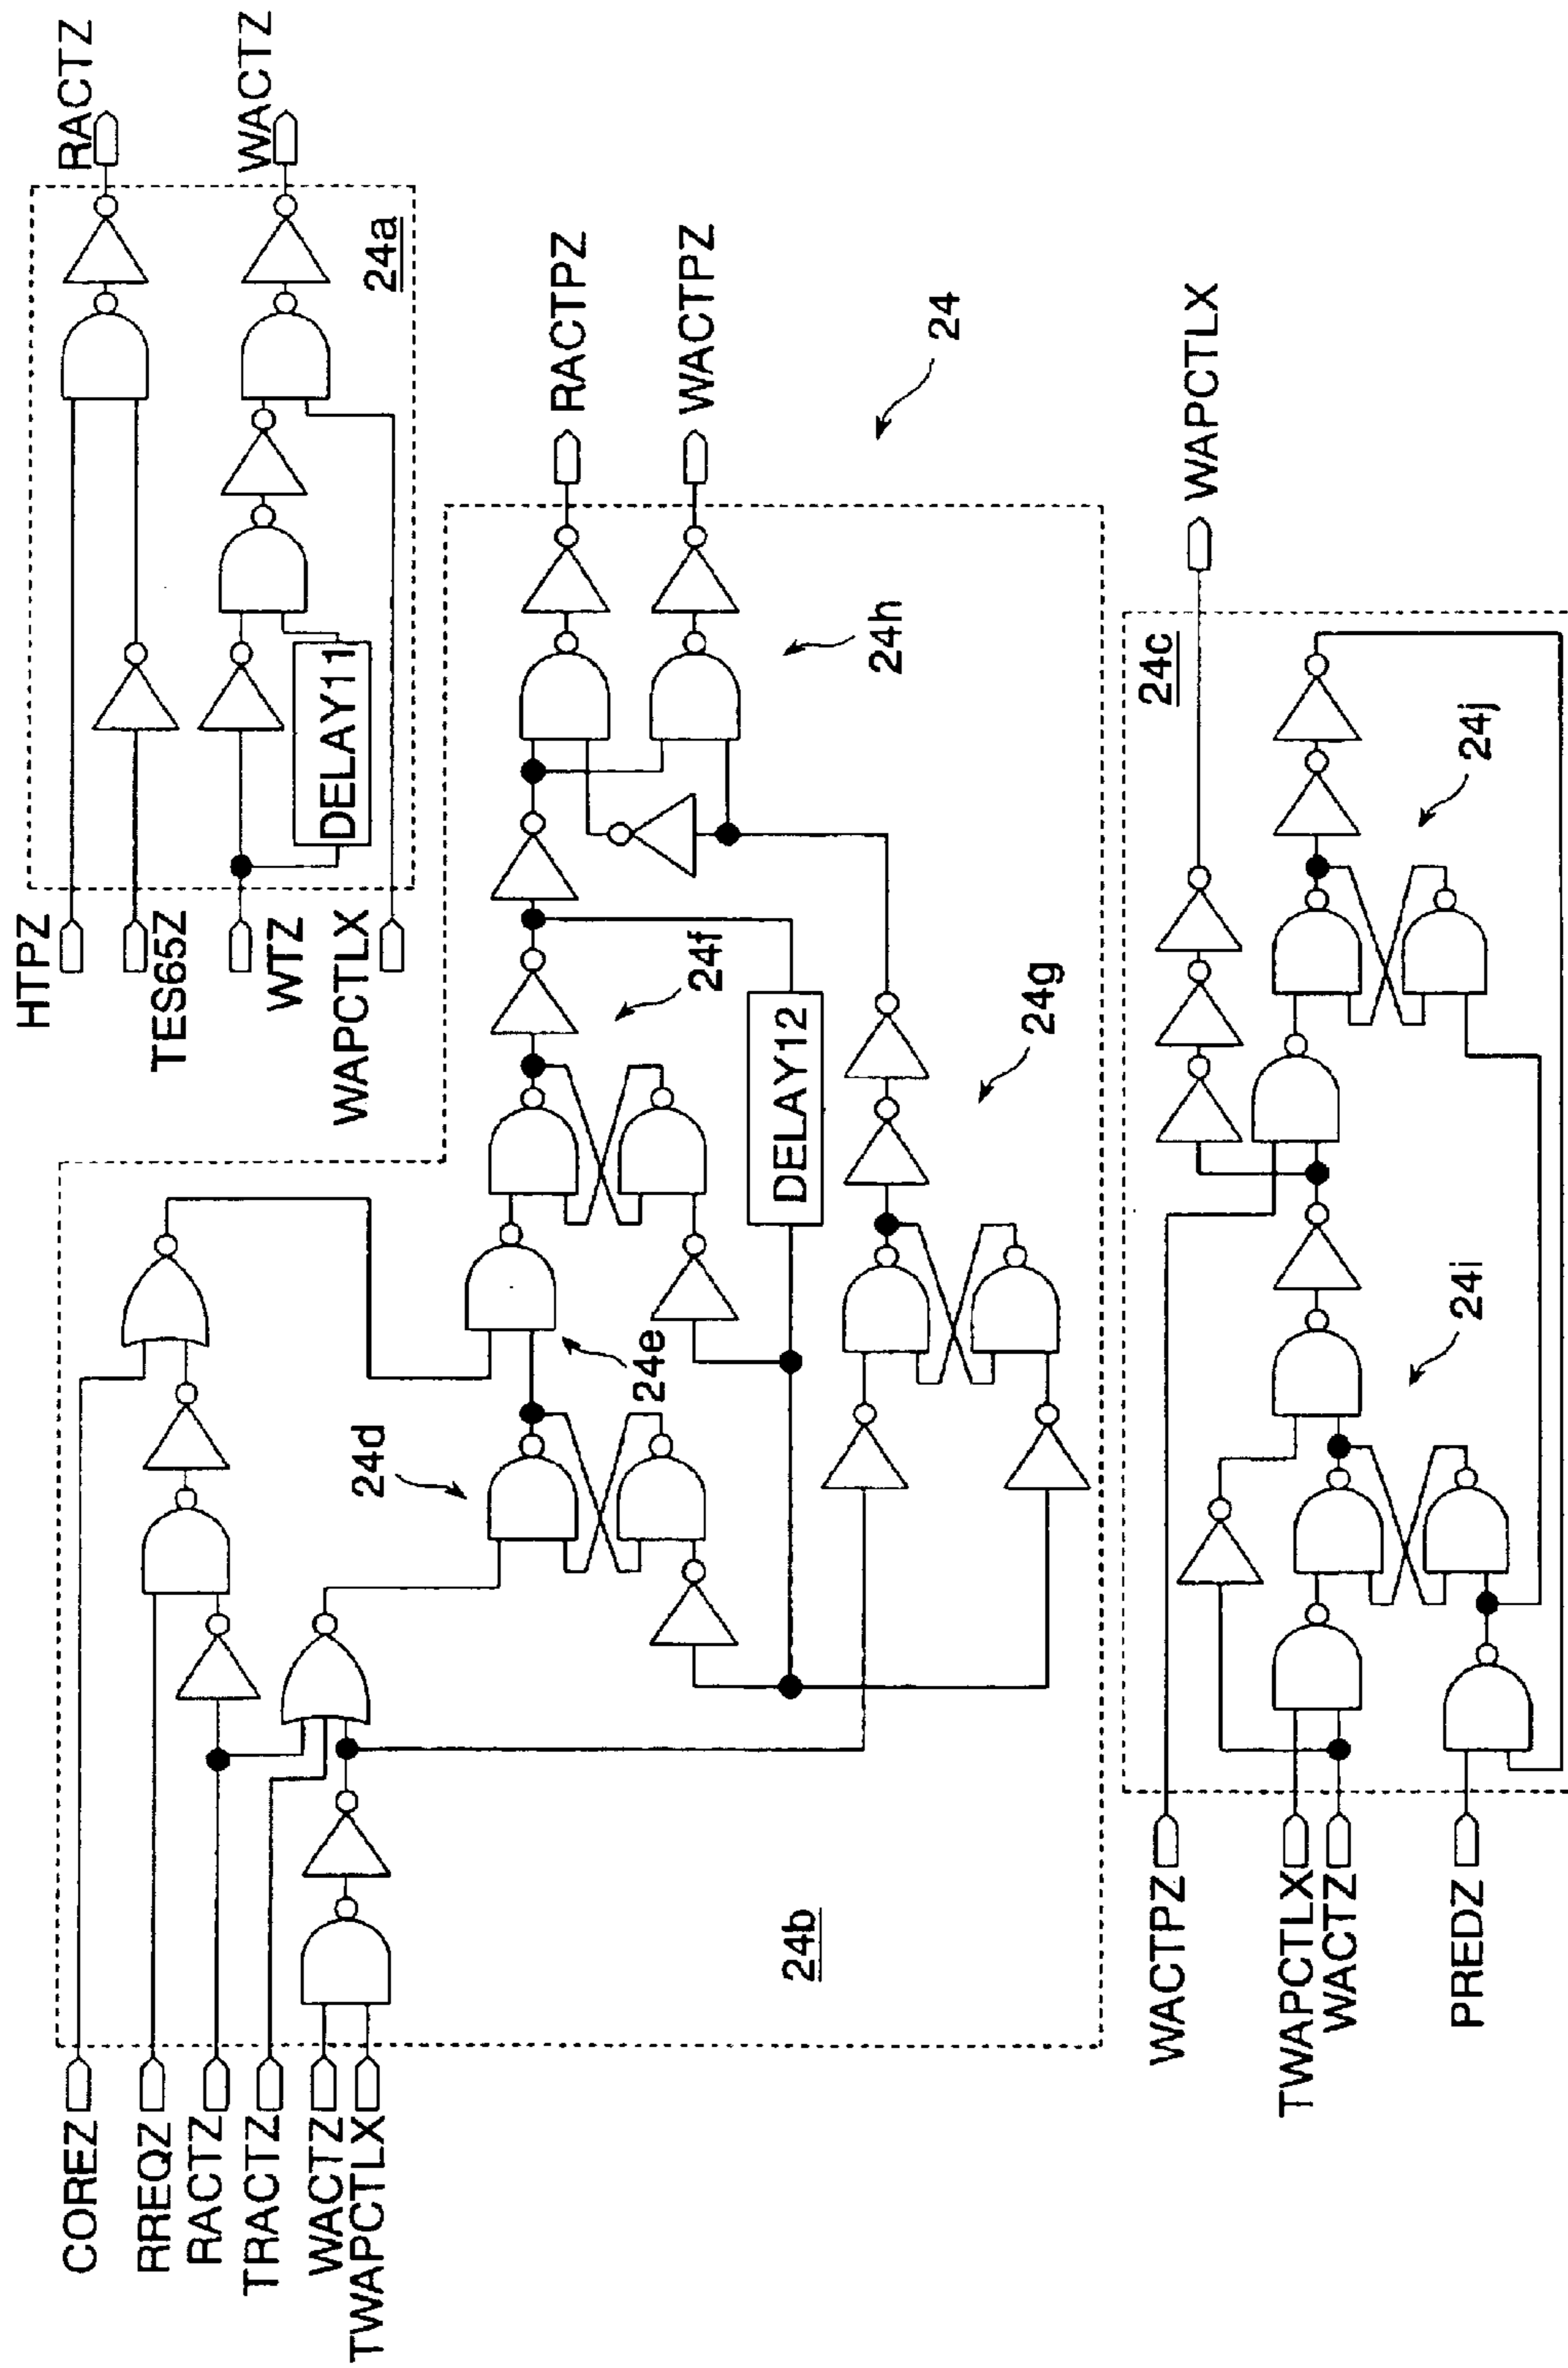 HTPZ
TES65Z
WTZ
WAPCTLX
DELAY11
24a
RACTZ
WACTZ
COREZ
RREQZ
RACTZ
TRACTZ
WACTZ
TWAPCTLX
24d
24e
24f
DELAY12
24g
24h
24b
RACTPZ
WACTPZ
24
WACTPZ
TWAPCTLX
WACTZ
PREDZ
24i
24j
24c
WAPCTLX